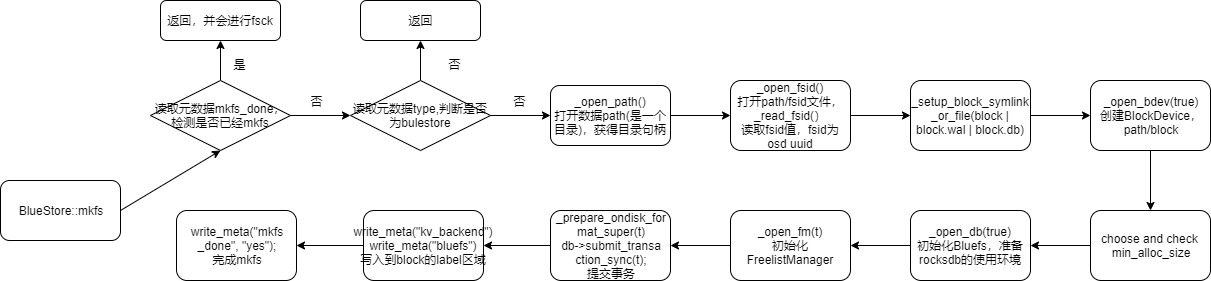 返回，并会进行fsck
返回
是
否
读取元数据mkfs_done,
检测是否已经mkfs
否
读取元数据type,判断是否
为bulestore
否
_open_path()
打开数据path(是一个
目录)，获得目录句柄
_open_fsid()
打开path/fsid文件，
_read_fsid()
读取fsid值，fsid为
osd uuid
_setup_block_symlink
_or_file(block |
block.wal | block.db)
_open_bdev(true)
创建BlockDevice，
path/block
BlueStore::mkfs
write_meta("mkfs
_done", "yes");
完成mkfs
write_meta("kv_backend")
write_meta("bluefs")
写入到block的label区域
_prepare_ondisk_for
mat_super(t)
db->submit_transa
ction_sync(t);
提交事务
_open_fm(t)
初始化
FreelistManager
_open_db(true)
初始化Bluefs，准备
rocksdb的使用环境
choose and check
min_alloc_size